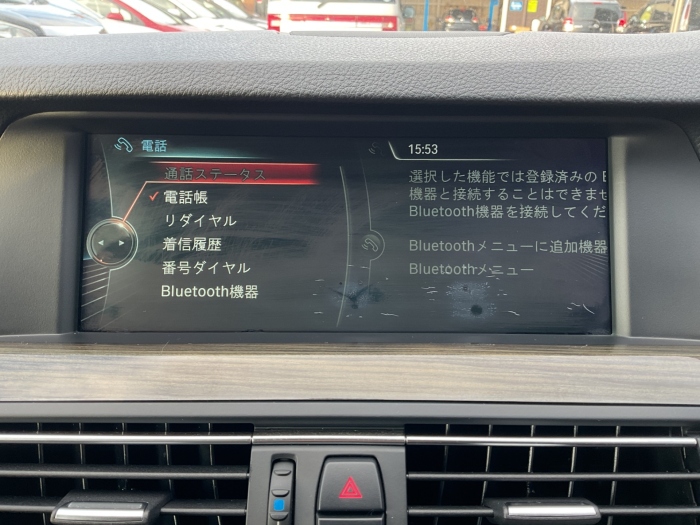 電話
15:53
通話ステータス
電話帳
リダイヤル
着信履歴
番号ダイヤル
Bluetooth機器
選択した機能では登録済みの
機器と接続することはできませ
Bluetooth機器を接続してくだ
Bluetoothメニューに追加機器
Bluetoothメニュー